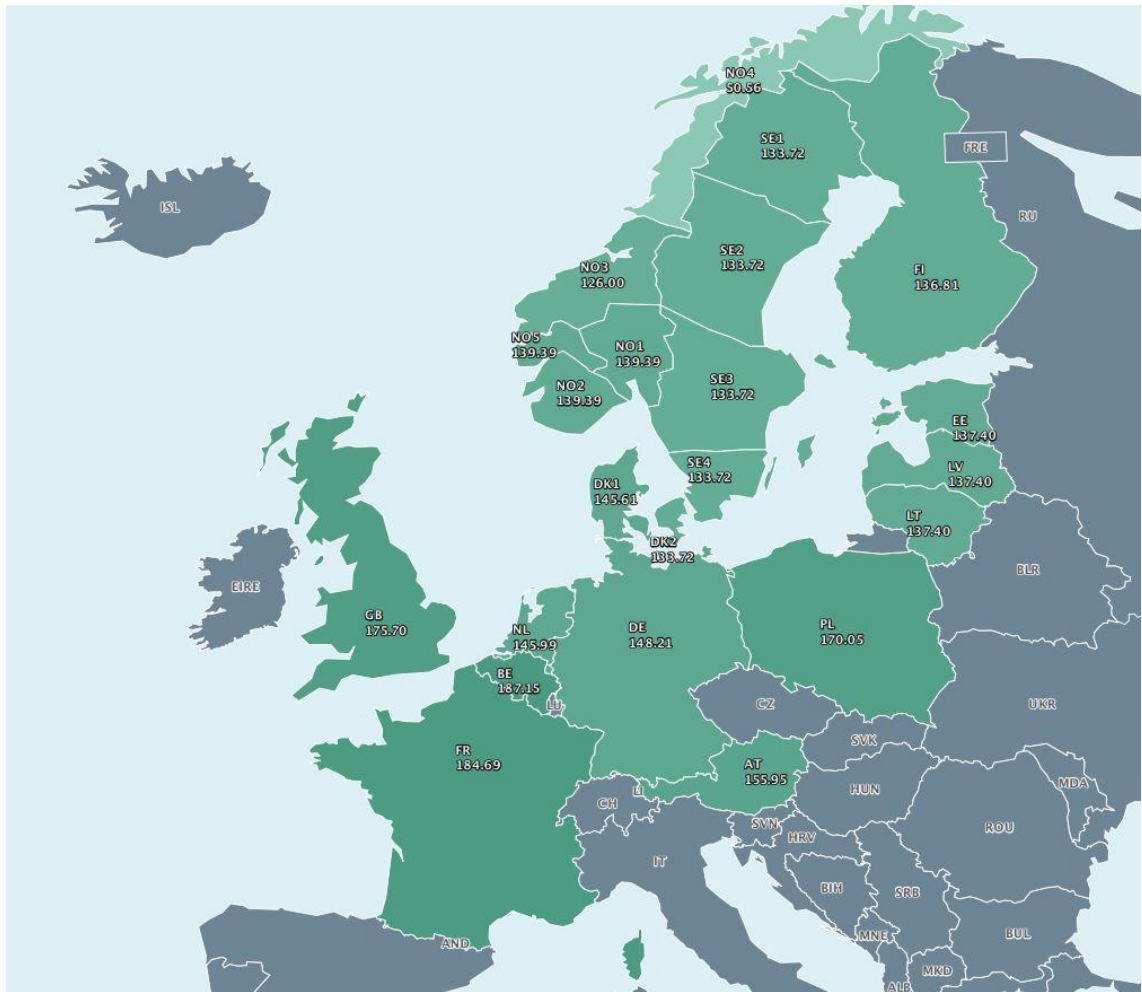 NO4
50.56
SE1
133.72
FRE
ISL
RU
SE2
133.72
NO3
126.00
FI
136.81
NO5
139.39
NO1
139.39
NO2
139.39
SE3
133.72
EE
137.40
SE4
133.72
LV
137.40
DK1
145.61
LT
137.40
DK2
133.72
BLR
EIRE
GB
175.70
NL
145.99
DE
148.21
PL
170.05
BE
187.15
LU
CZ
UKR
FR
184.69
SVK
AT
155.95
MDA
LI
HUN
CH
SVN
ROU
HRV
IT
BIH
SRB
AND
MNE
BUL
MKD
ALB